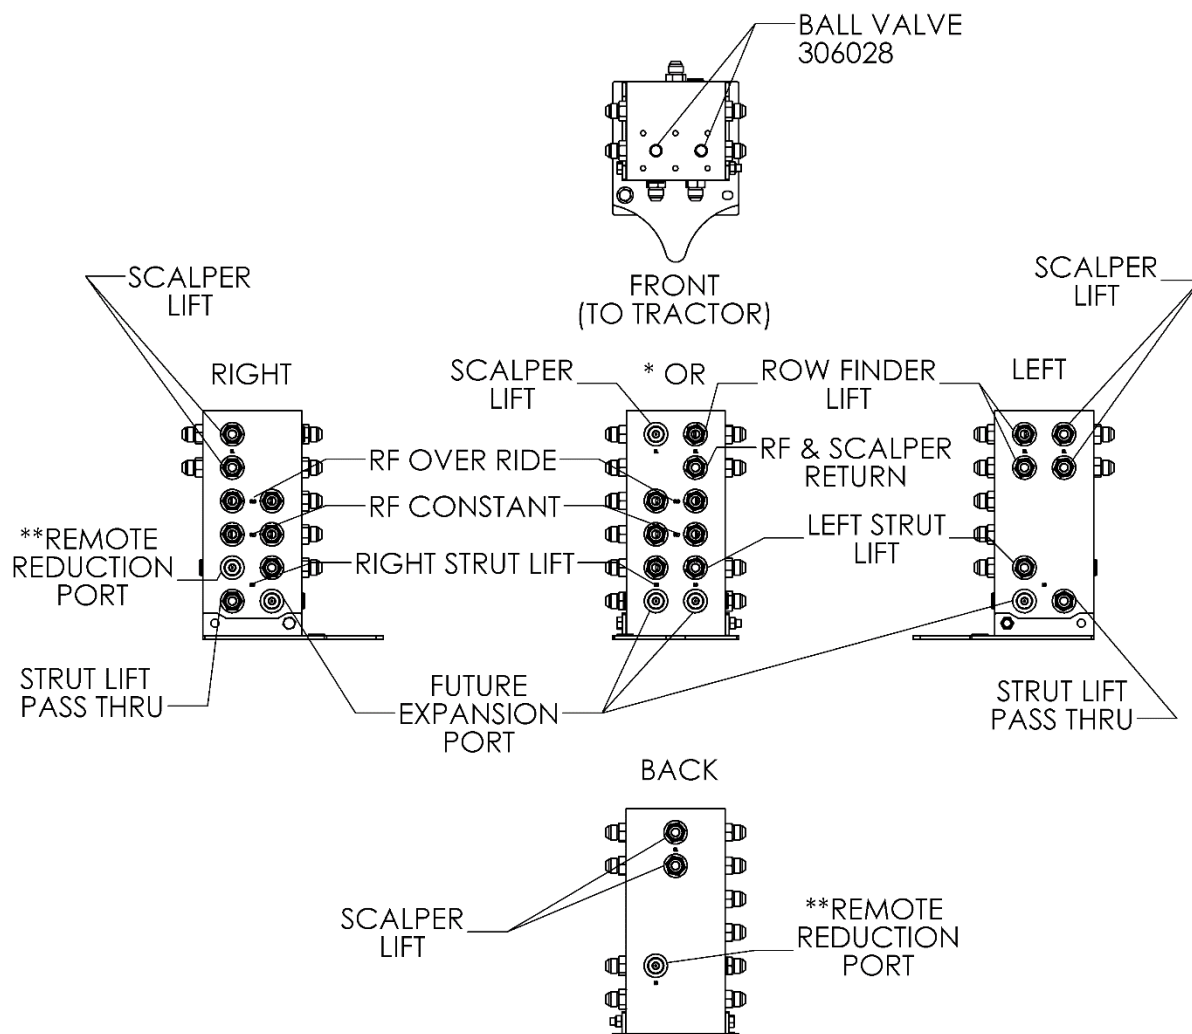 BALL VALVE
306028
FRONT
(TO TRACTOR)
SCALPER
LIFT
SCALPER
LIFT
RIGHT
SCALPER
LIFT
* OR
ROW FINDER
LIFT
LEFT
RF OVER RIDE
RF & SCALPER
RETURN
RF CONSTANT
**REMOTE
REDUCTION
PORT
RIGHT STRUT LIFT
LEFT STRUT
LIFT
STRUT LIFT
PASS THRU
FUTURE
EXPANSION
PORT
STRUT LIFT
PASS THRU
BACK
SCALPER
LIFT
**REMOTE
REDUCTION
PORT